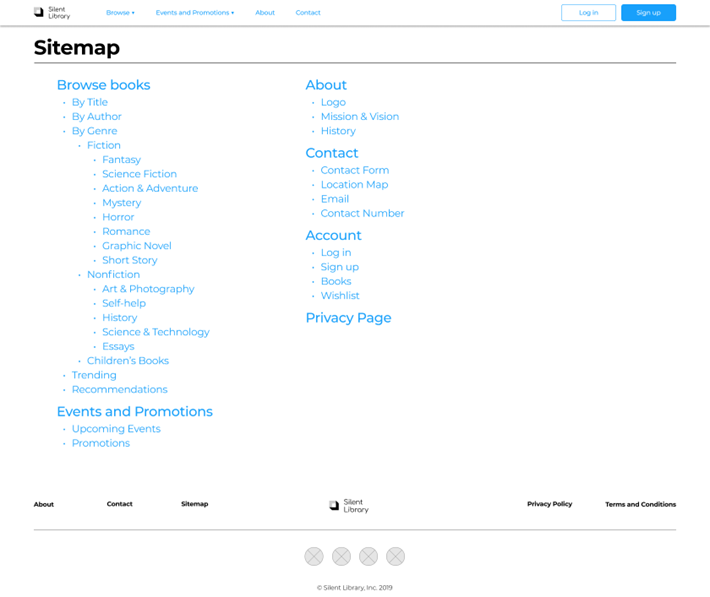 Silent
Library
Browse ▾
Events and Promotions ▾
About
Contact
Log in
Sign up
Sitemap
Browse books
By Title
By Author
By Genre
Fiction
Fantasy
Science Fiction
Action & Adventure
Mystery
Horror
Romance
Graphic Novel
Short Story
Nonfiction
Art & Photography
Self-help
History
Science & Technology
Essays
Children's Books
Trending
Recommendations
Events and Promotions
Upcoming Events
Promotions
About
Logo
Mission & Vision
History
Contact
Contact Form
Location Map
Email
Contact Number
Account
Log in
Sign up
Books
Wishlist
Privacy Page
About
Contact
Sitemap
Silent
Library
Privacy Policy
Terms and Conditions
© Silent Library, Inc. 2019